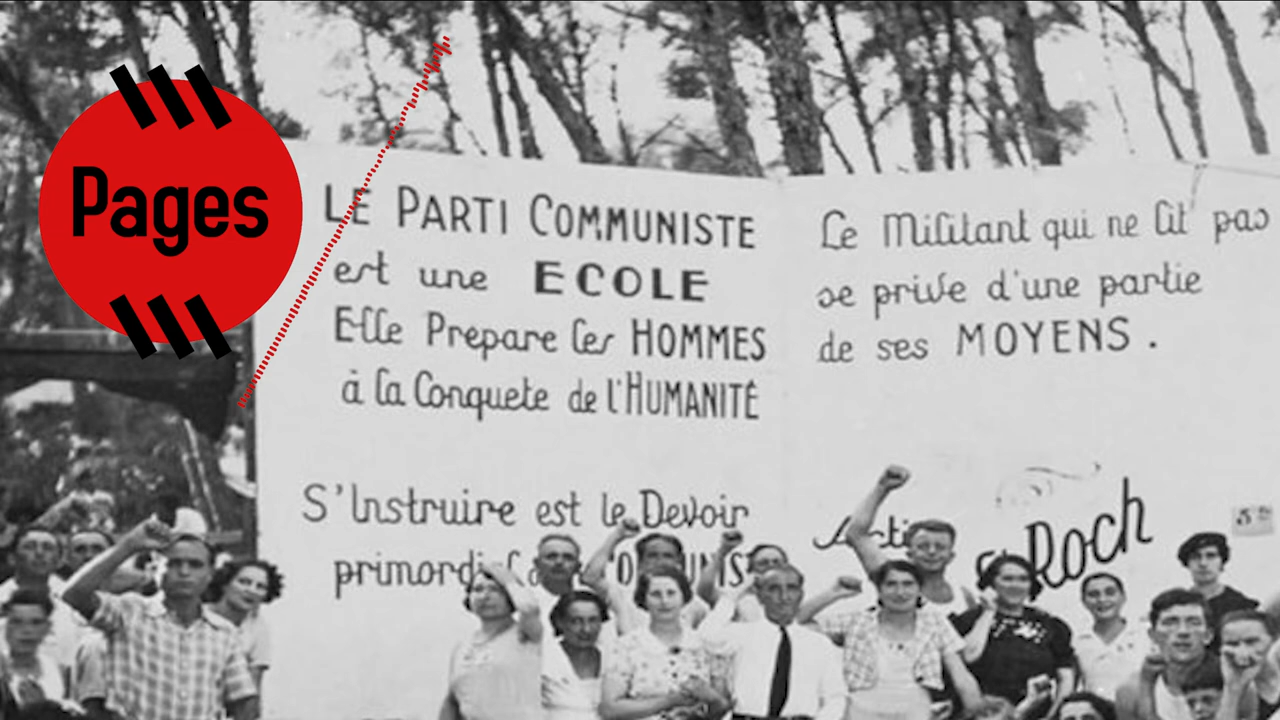 Pages
LE PARTI COMMUNISTE
est une ECOLE
Elle Prepare les HOMMES
à la Conquete de l'HUMANITÉ
S'Instruire est le Devoir
Le Militant qui ne lit pas
se prive d'une partie
de ses MOYENS.
Roch